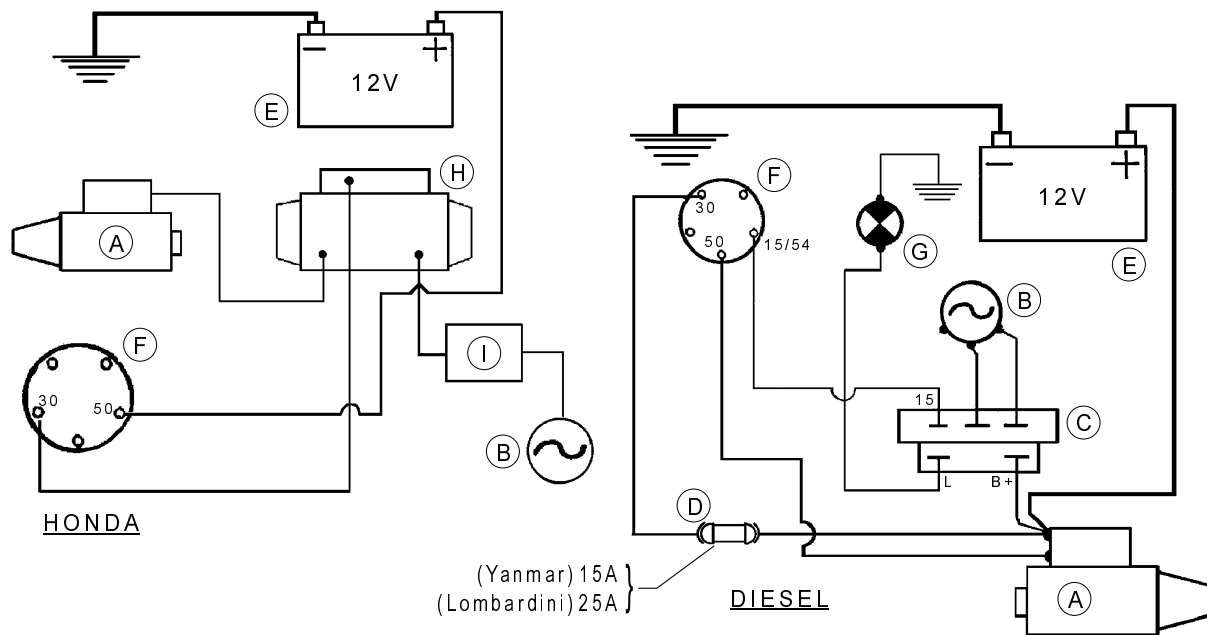 12V
E
H
A
F
30
50
I
B
HONDA
F
30
50
15/54
G
12V
E
B
15
C
L
B+
D
(Yanmar) 15A
(Lombardini) 25A
DIESEL
A